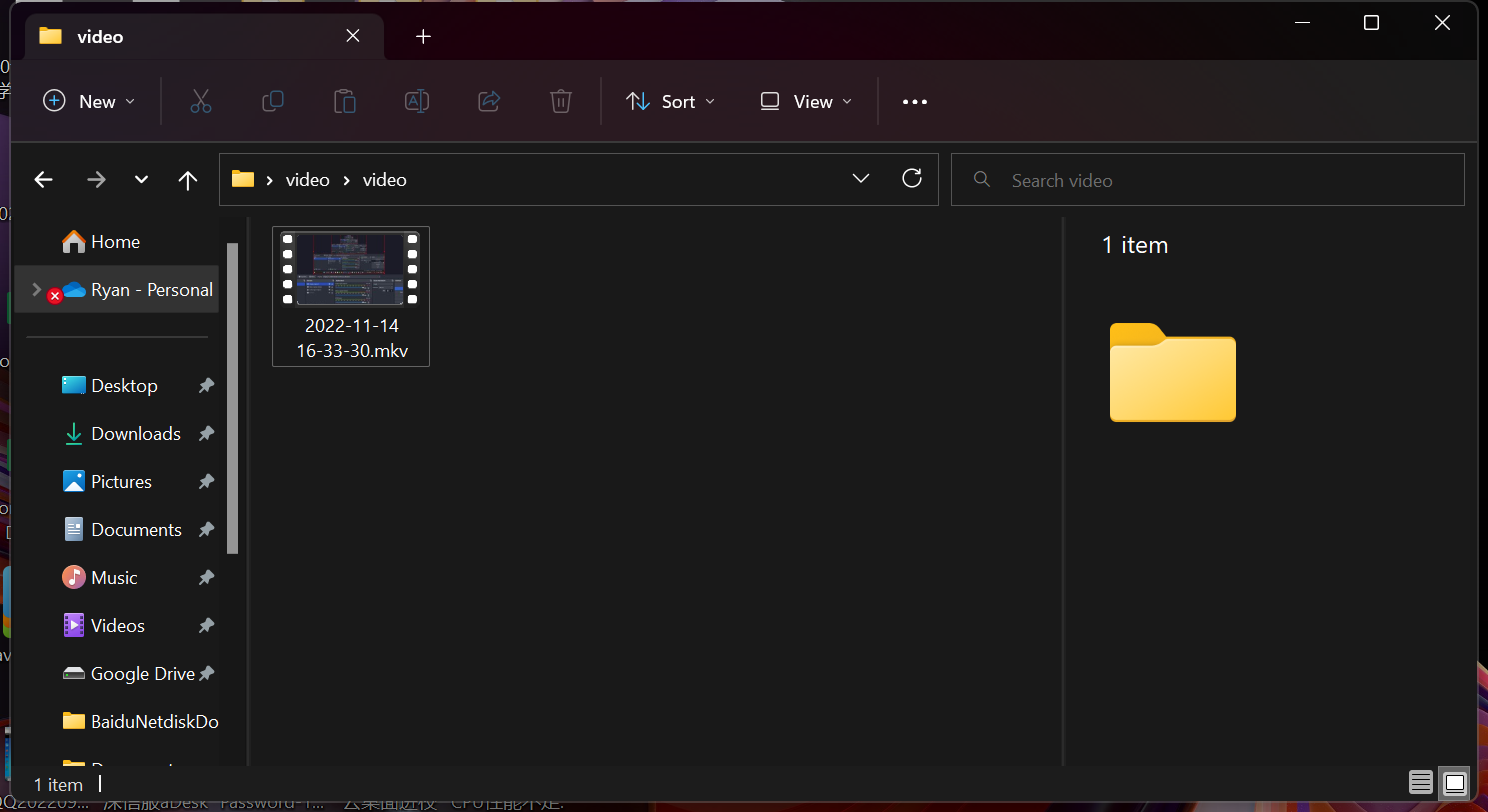 video
New
Sort
View
video
video
Search video
Home
1 item
Ryan - Personal
2022-11-14
16-33-30.mkv
Desktop
Downloads
Pictures
Documents
Music
Videos
Google Drive
BaiduNetdiskDo
1 item